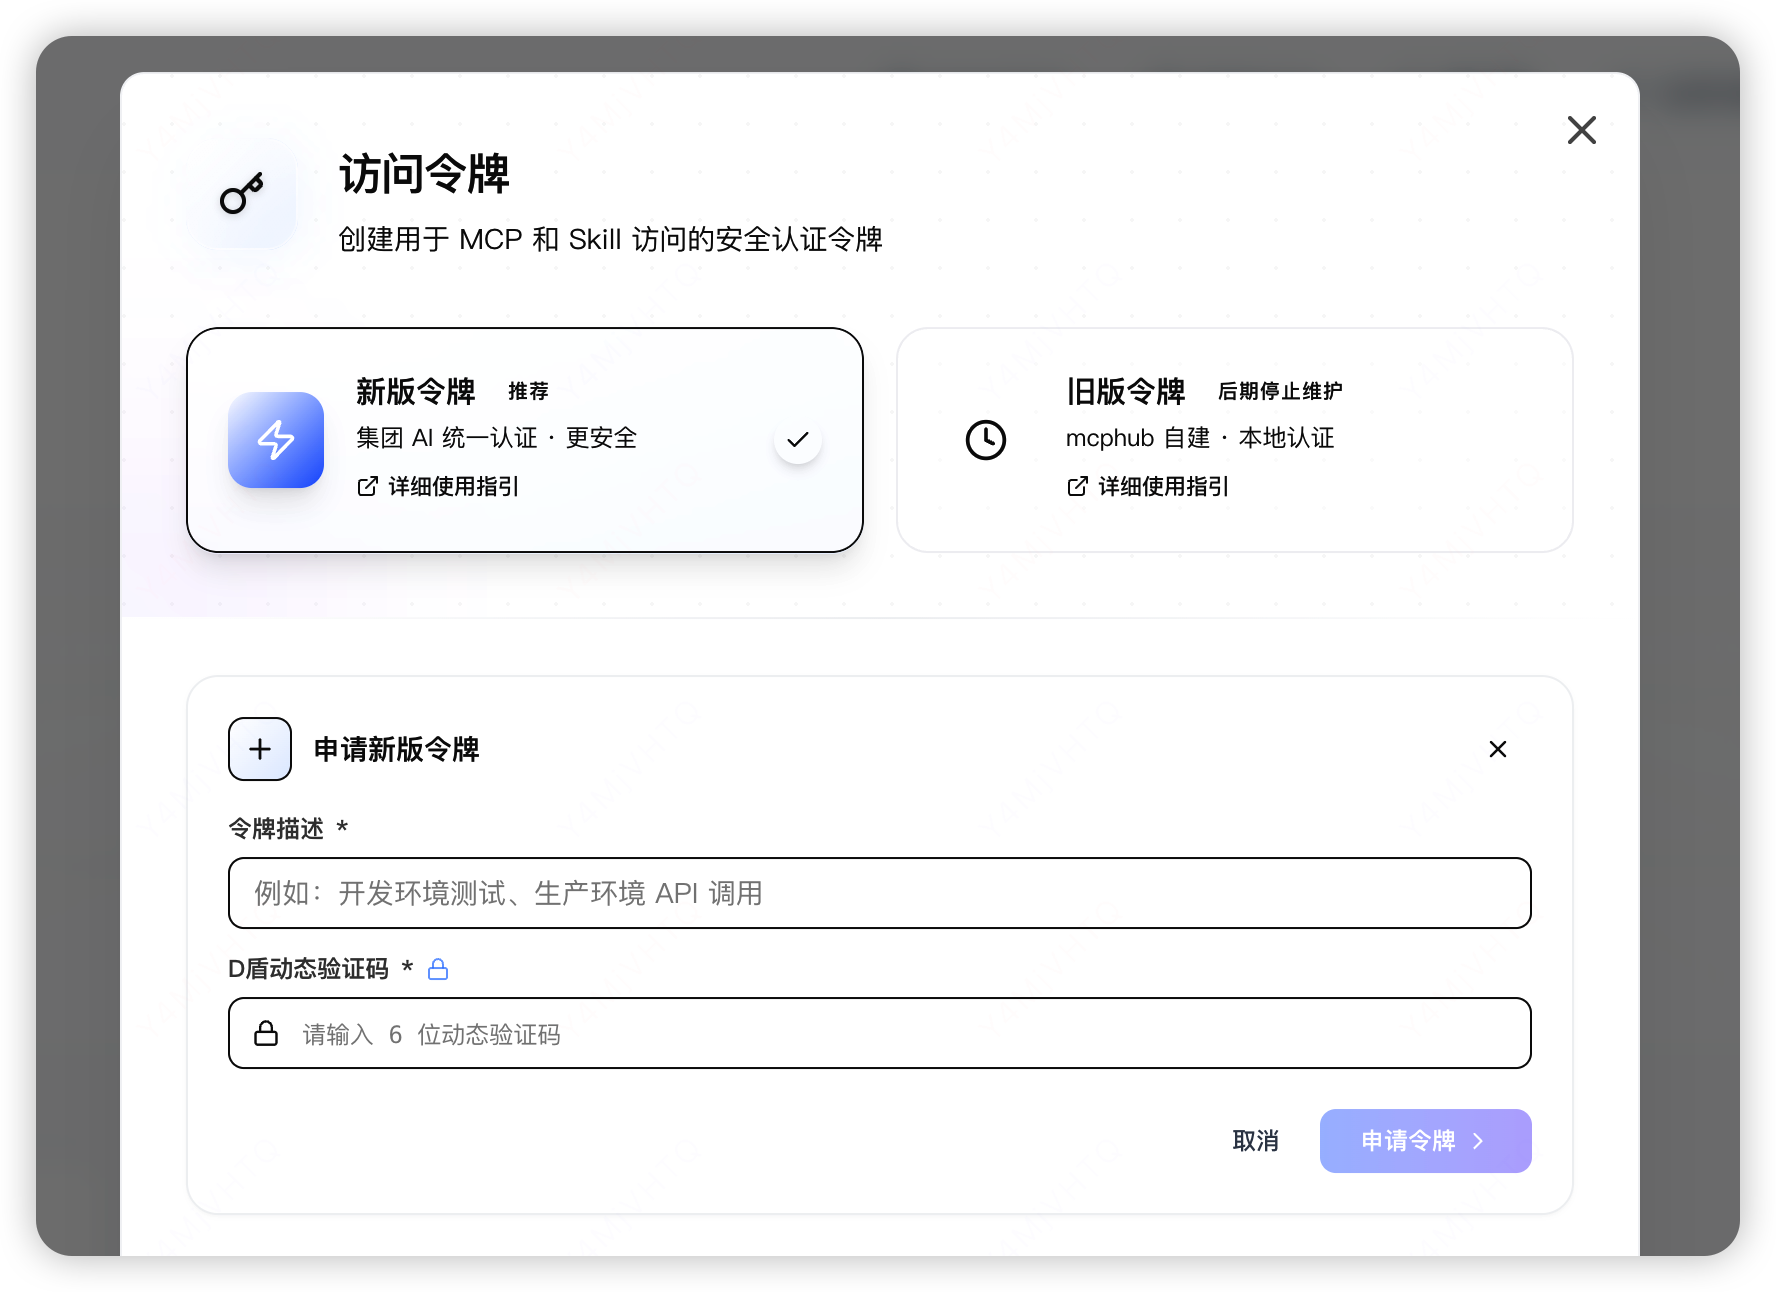 访问令牌
创建用于 MCP 和 Skill 访问的安全认证令牌
新版令牌 推荐
集团 AI 统一认证 · 更安全
详细使用指引
旧版令牌 后期停止维护
mcphub 自建 · 本地认证
详细使用指引
申请新版令牌
令牌描述 *
例如：开发环境测试、生产环境 API 调用
D盾动态验证码 *
请输入 6 位动态验证码
取消 申请令牌